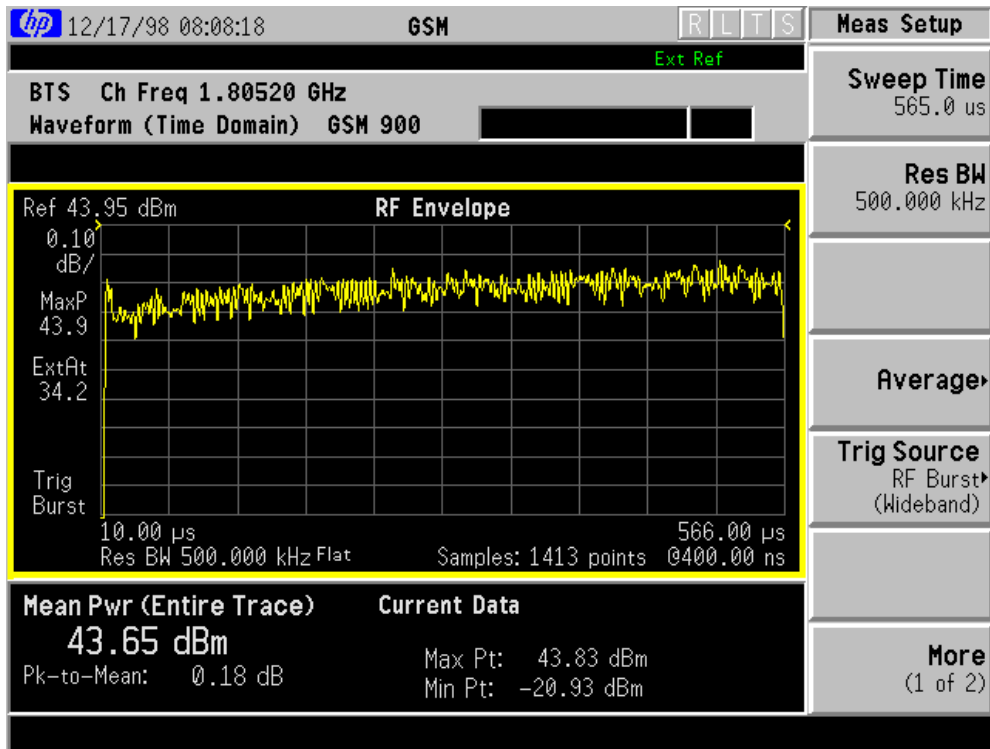 hp 12/17/98 08:08:18 GSM R L T S
Ext Ref
BTS Ch Freq 1.80520 GHz
Waveform (Time Domain) GSM 900
Ref 43.95 dBm RF Envelope
0.10
dB/
MaxP
43.9
ExtAt
34.2
Trig
Burst
10.00 µs 566.00 µs
Res BW 500.000 kHz Flat Samples: 1413 points @400.00 ns
Mean Pwr (Entire Trace) Current Data
43.65 dBm
Pk-to-Mean: 0.18 dB
Max Pt: 43.83 dBm
Min Pt: -20.93 dBm
Meas Setup
Sweep Time
565.0 us
Res BW
500.000 kHz
Average
Trig Source
RF Burst
(Wideband)
More
(1 of 2)